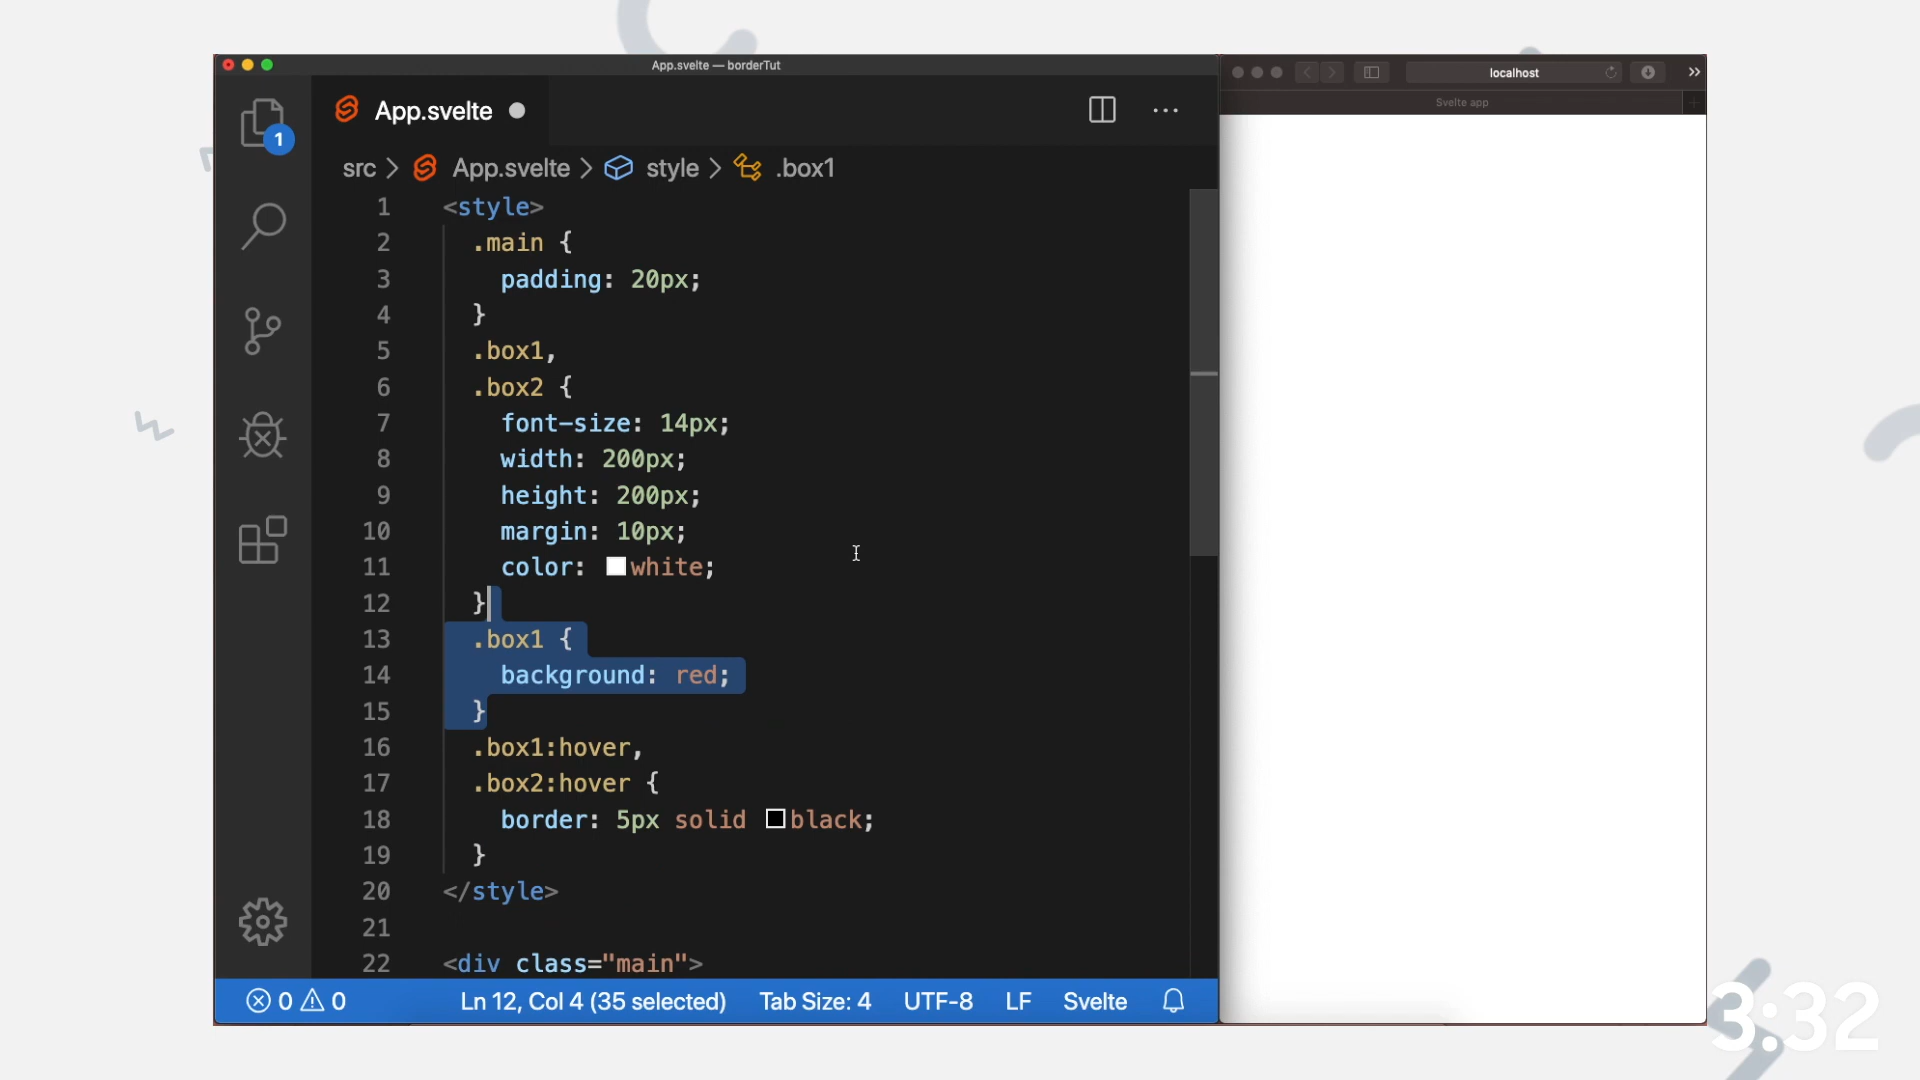 App.svelte — borderTut
localhost
Svelte app
App.svelte
1
src > App.svelte > style > .box1
1 <style>
2 .main {
3 padding: 20px;
4 }
5 .box1,
6 .box2 {
7 font-size: 14px;
8 width: 200px;
9 height: 200px;
10 margin: 10px;
11 color: white;
12 }
13 .box1 {
14 background: red;
15 }
16 .box1:hover,
17 .box2:hover {
18 border: 5px solid black;
19 }
20 </style>
21
22 <div class="main">
0 0 Ln 12, Col 4 (35 selected) Tab Size: 4 UTF-8 LF Svelte
3:32